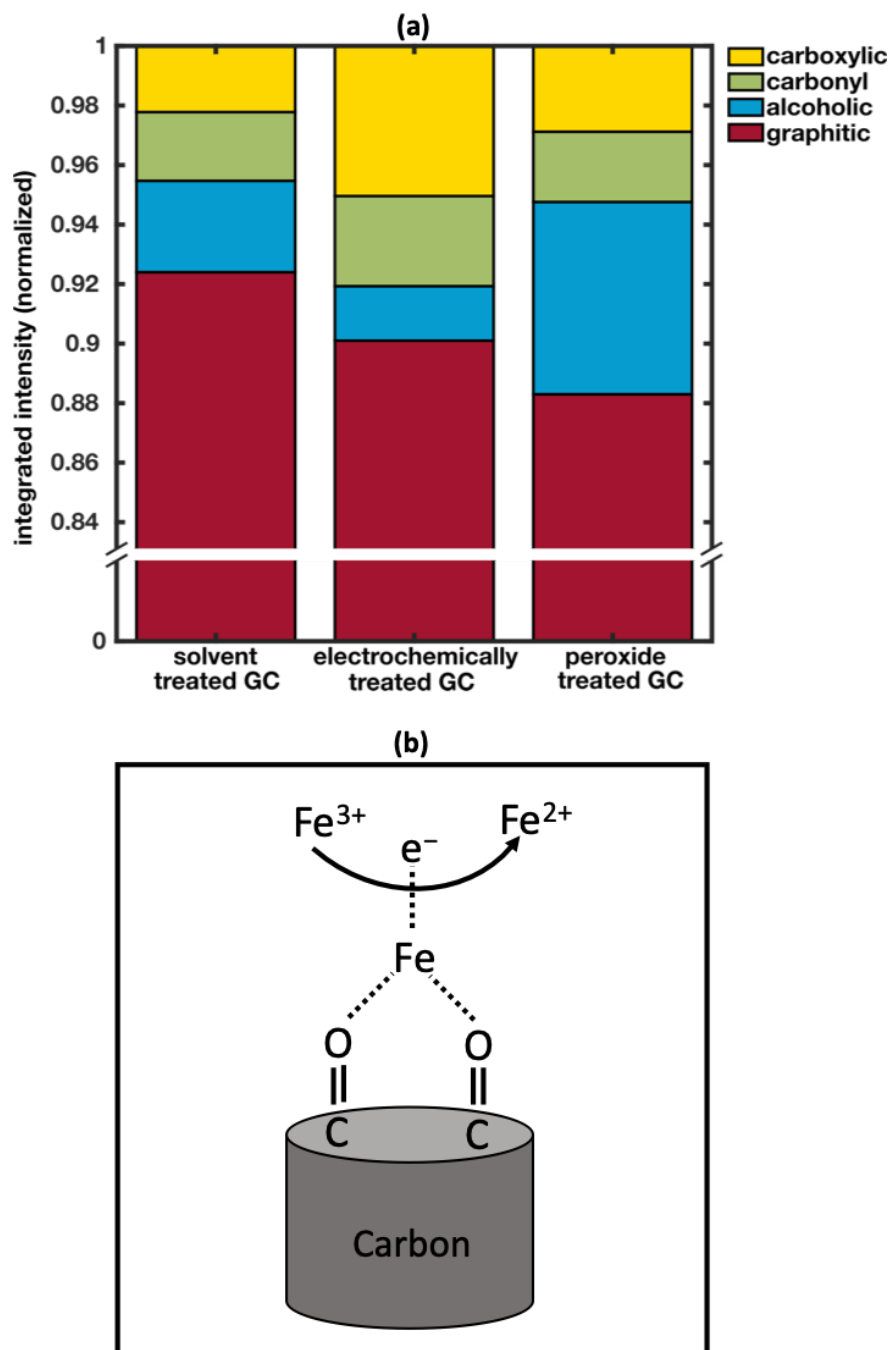 (a)
carboxylic
carbonyl
alcoholic
graphitic
integrated intensity (normalized)
1
0.98
0.96
0.94
0.92
0.9
0.88
0.86
0.84
0
solvent
treated GC
electrochemically
treated GC
peroxide
treated GC
(b)
Fe³⁺ Fe²⁺
e⁻
Fe
O O
C C
Carbon